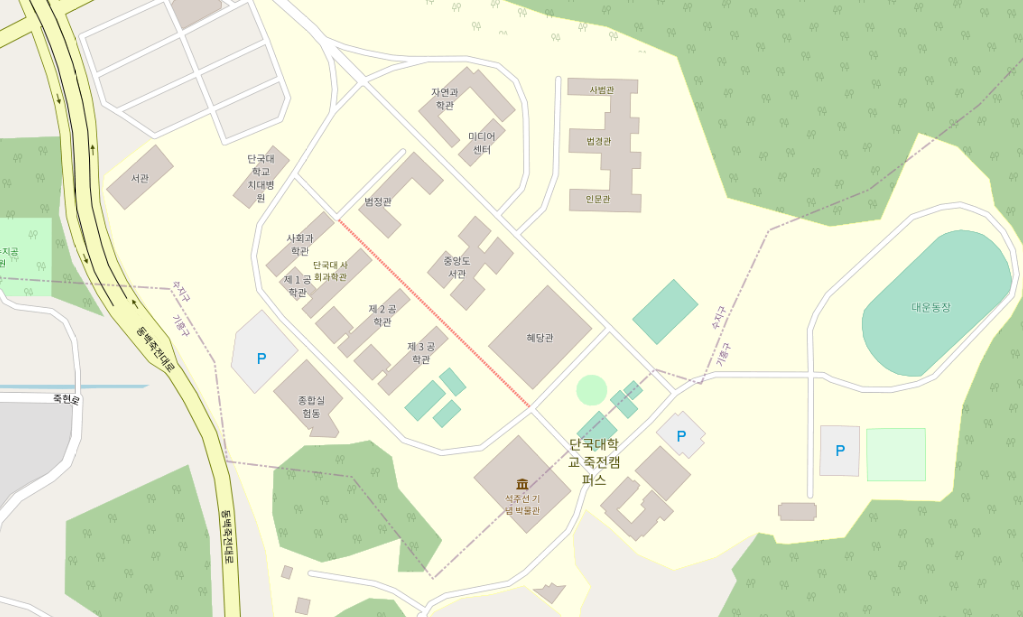 자연과
학관
사범관
미디어
센터
법경관
단국대
학교
치대병
원
서관
범정관
인문관
사회과
학관
단국대 사
회과학관
중앙도
서관
제 1 공
학관
수지구
기흥구
제 2 공
학관
혜당관
수지구
기흥구
대운동장
동백죽전대로
제 3 공
학관
P
종합실
험동
죽현로
P
P
단국대학
교 죽전캠
퍼스
석주선 기
념 박물관
동백죽전대로